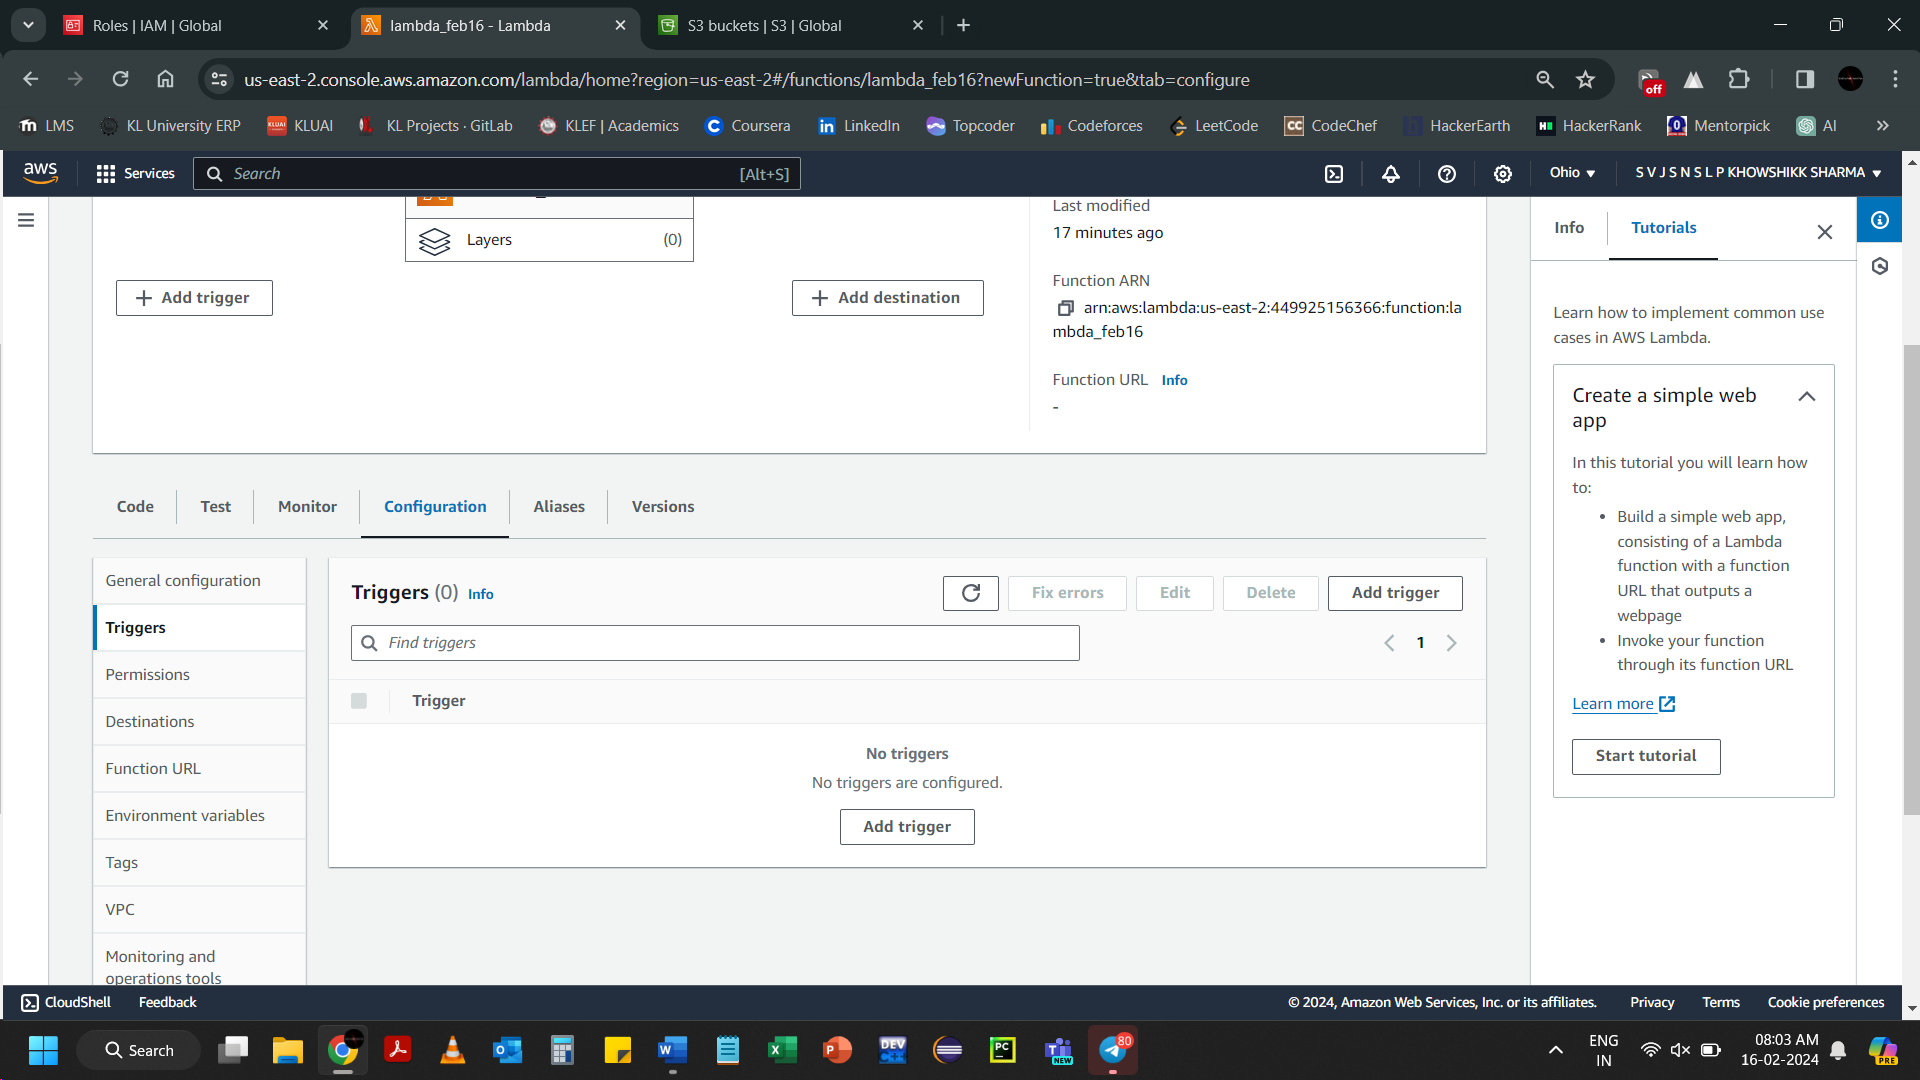 Roles | IAM | Global
lambda_feb16 - Lambda
S3 buckets | S3 | Global
us-east-2.console.aws.amazon.com/lambda/home?region=us-east-2#/functions/lambda_feb16?newFunction=true&tab=configure
off
LMS
KL University ERP
KLUAI
KL Projects · GitLab
KLEF | Academics
Coursera
LinkedIn
Topcoder
Codeforces
LeetCode
CodeChef
HackerEarth
HackerRank
Mentorpick
AI
aws
Services
Search
[Alt+S]
Ohio
S V J S N S L P KHOWSHIKK SHARMA
Layers
(0)
Add trigger
Add destination
Last modified
17 minutes ago
Function ARN
arn:aws:lambda:us-east-2:449925156366:function:la
mbda_feb16
Function URL Info
-
Info
Tutorials
Learn how to implement common use
cases in AWS Lambda.
Create a simple web
app
In this tutorial you will learn how
to:
• Build a simple web app,
consisting of a Lambda
function with a function
URL that outputs a
webpage
• Invoke your function
through its function URL
Learn more
Start tutorial
Code
Test
Monitor
Configuration
Aliases
Versions
General configuration
Triggers
Permissions
Destinations
Function URL
Environment variables
Tags
VPC
Monitoring and
operations tools
Triggers (0) Info
Fix errors
Edit
Delete
Add trigger
Find triggers
1
Trigger
No triggers
No triggers are configured.
Add trigger
CloudShell
Feedback
© 2024, Amazon Web Services, Inc. or its affiliates.
Privacy
Terms
Cookie preferences
Search
DEV
PC
NEW
80
ENG
IN
08:03 AM
16-02-2024
PRE